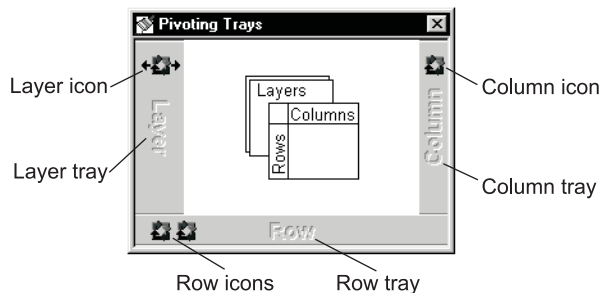 Pivoting Trays
Layer icon
Column icon
Layers
Columns
Rows
Layer
Column
Layer tray
Column tray
Row
Row icons
Row tray